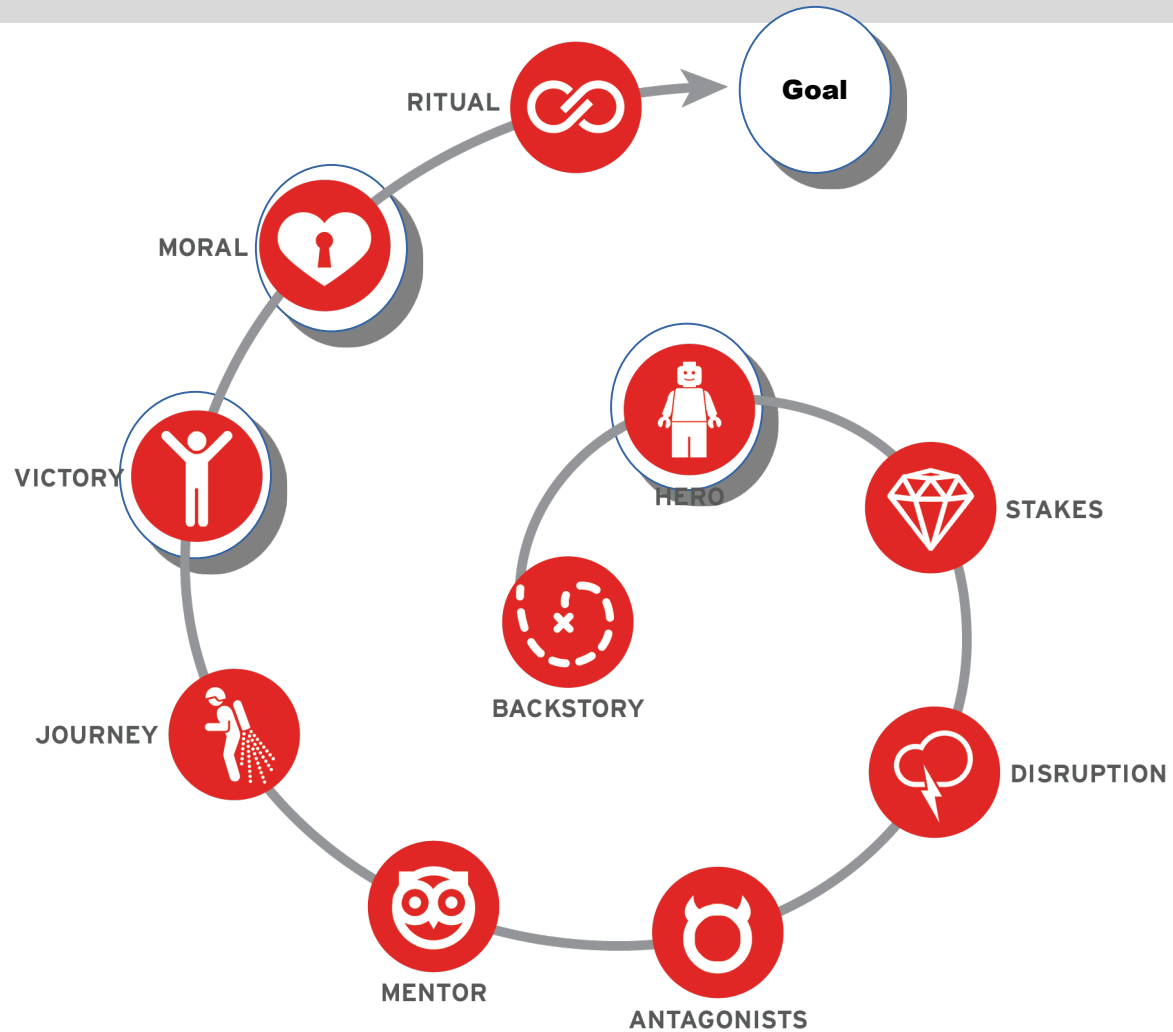 RITUAL
Goal
MORAL
VICTORY
HERO
STAKES
BACKSTORY
JOURNEY
DISRUPTION
MENTOR
ANTAGONISTS